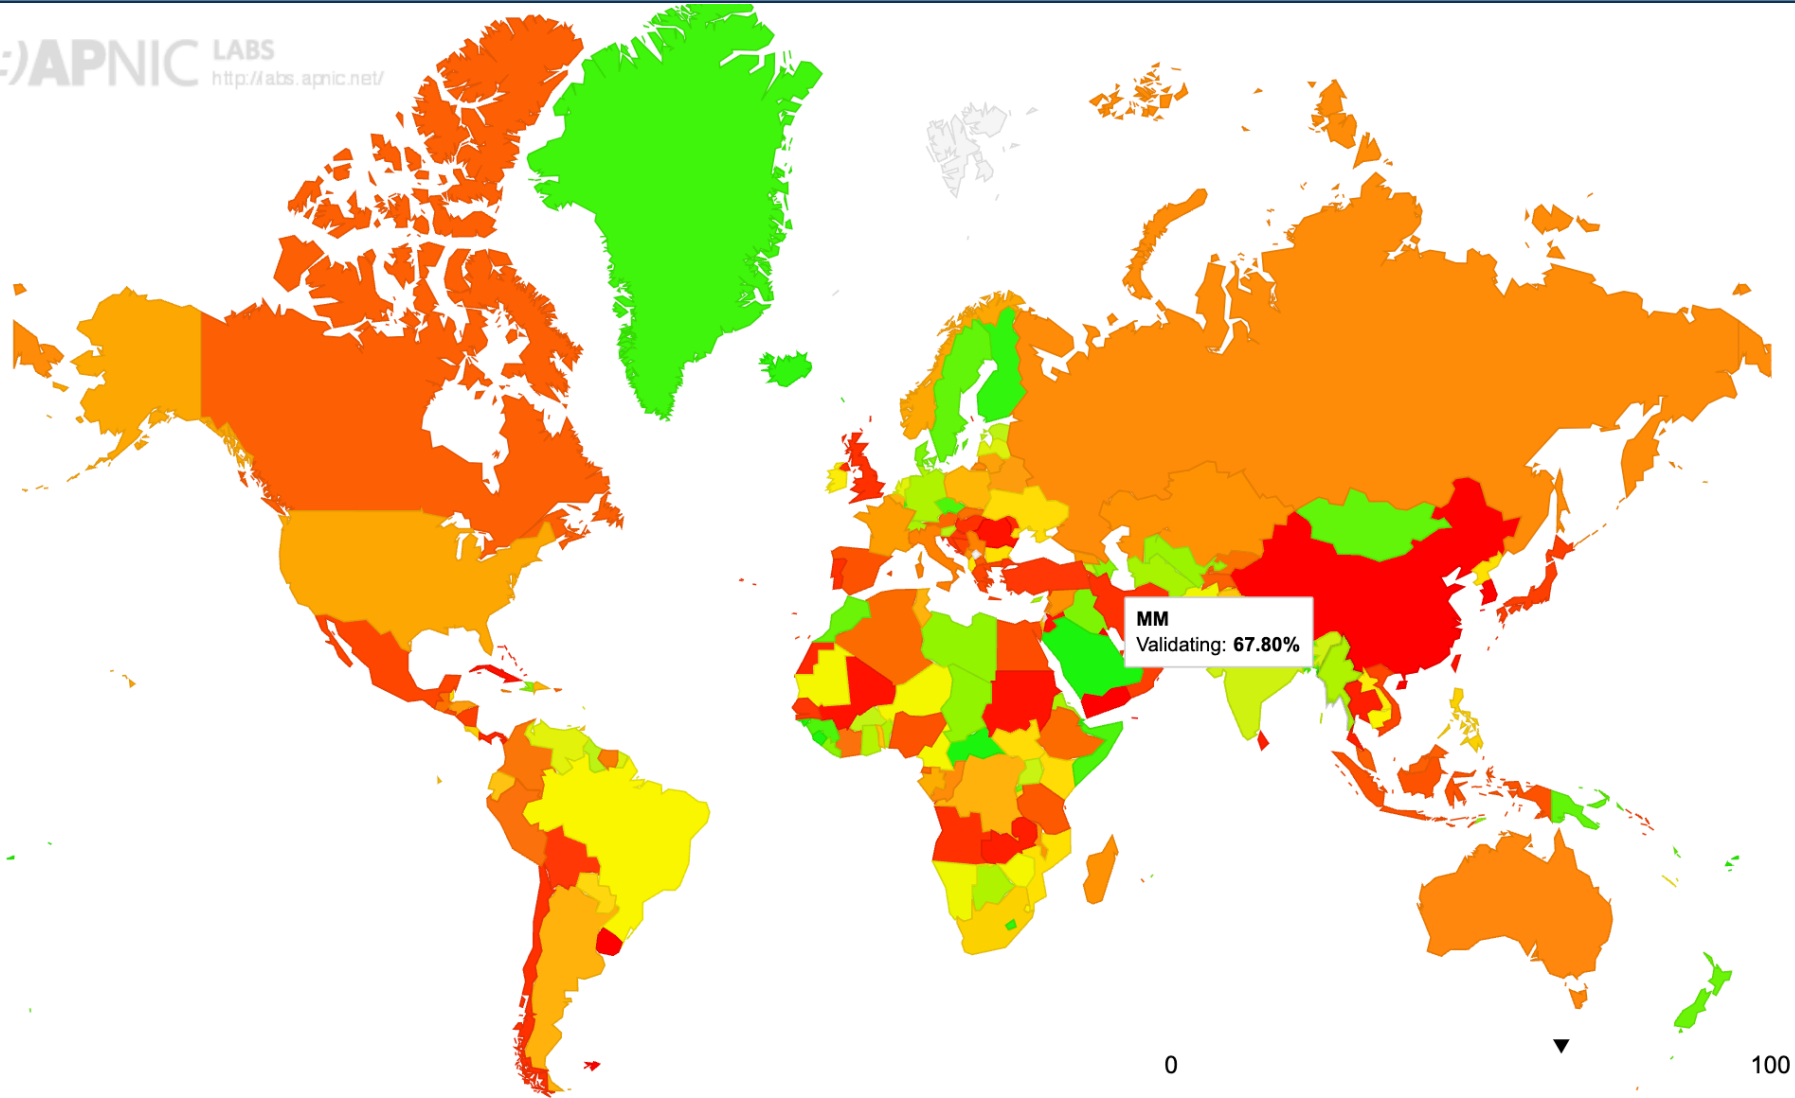 :)APNIC LABS
http://labs.apnic.net/
MM
Validating: 67.80%
0
100